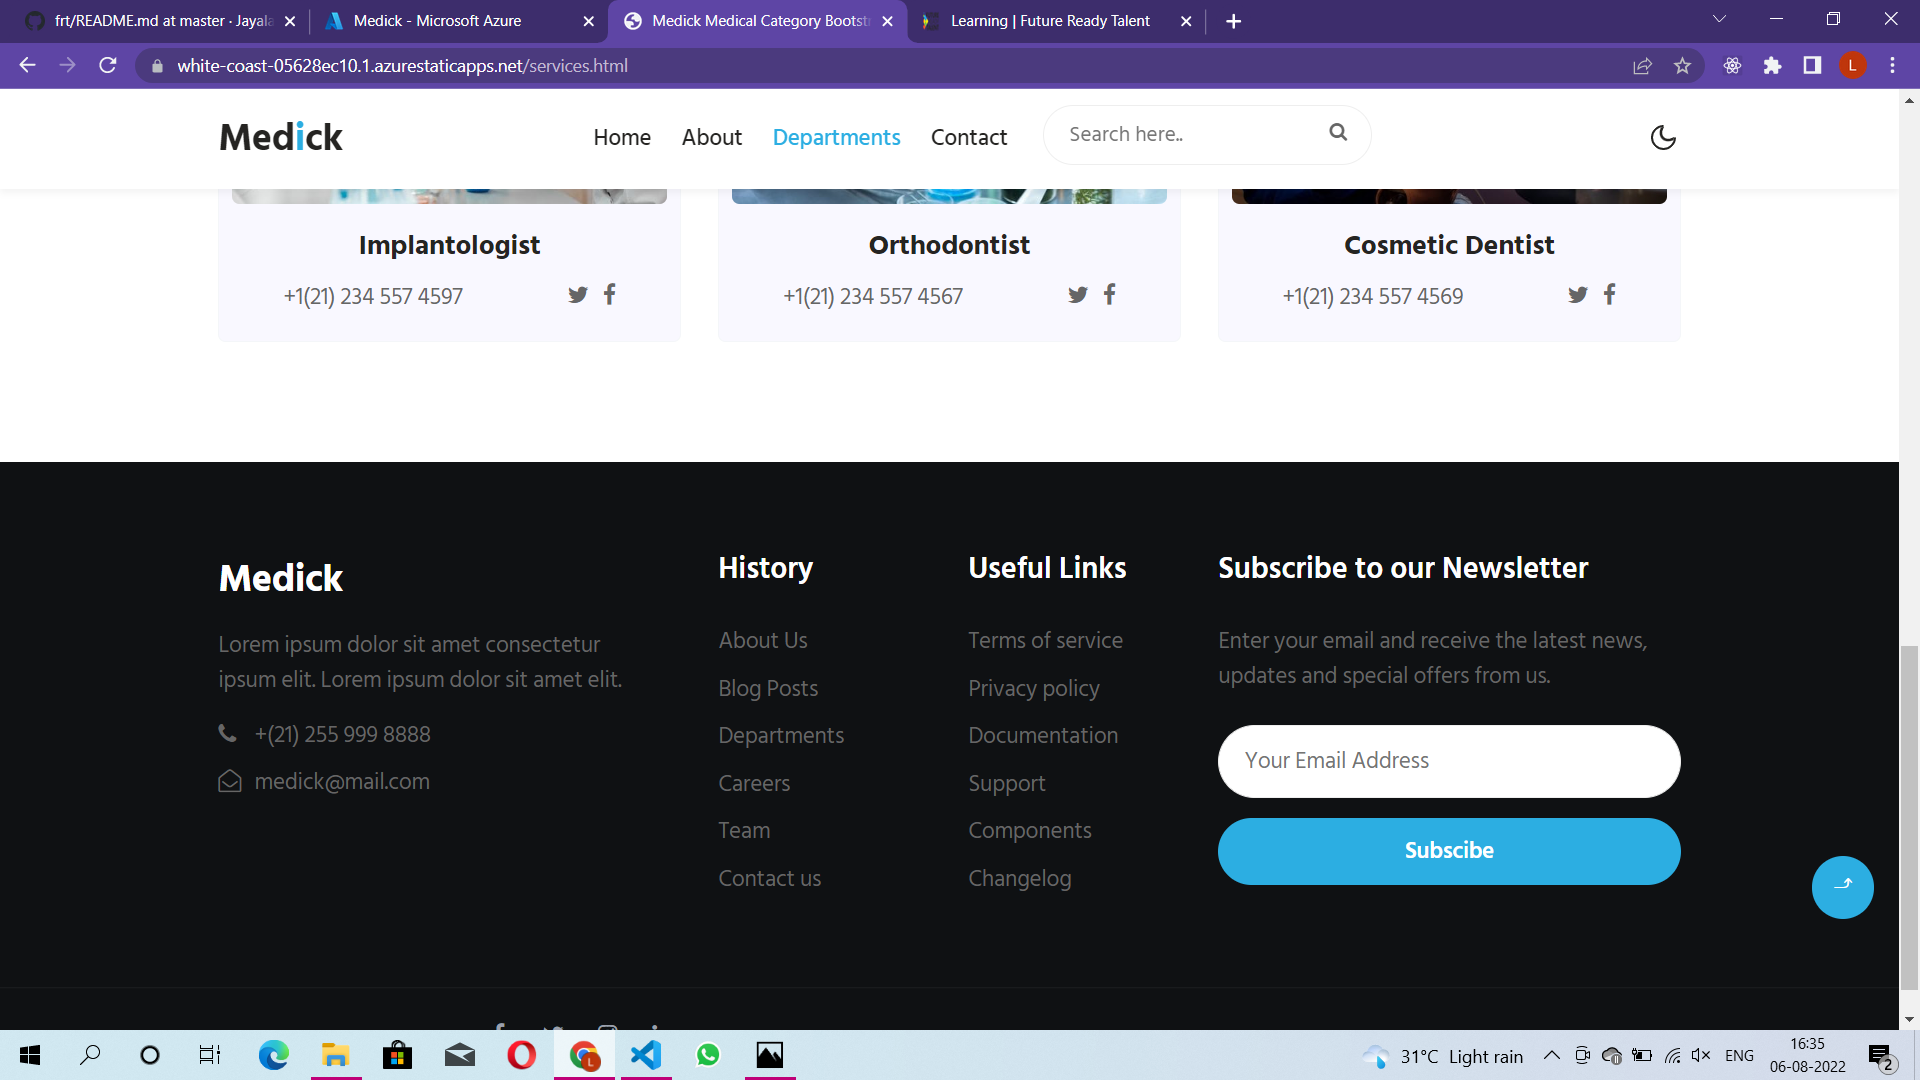 frt/README.md at master · Jayala
Medick - Microsoft Azure
Medick Medical Category Bootstr
Learning | Future Ready Talent
white-coast-05628ec10.1.azurestaticapps.net/services.html
L
Medick
Home
About
Departments
Contact
Search here..
Implantologist
+1(21) 234 557 4597
Orthodontist
+1(21) 234 557 4567
Cosmetic Dentist
+1(21) 234 557 4569
Medick
Lorem ipsum dolor sit amet consectetur
ipsum elit. Lorem ipsum dolor sit amet elit.
+(21) 255 999 8888
medick@mail.com
History
About Us
Blog Posts
Departments
Careers
Team
Contact us
Useful Links
Terms of service
Privacy policy
Documentation
Support
Components
Changelog
Subscribe to our Newsletter
Enter your email and receive the latest news,
updates and special offers from us.
Your Email Address
Subscibe
L
31°C Light rain
ENG
16:35
06-08-2022
2